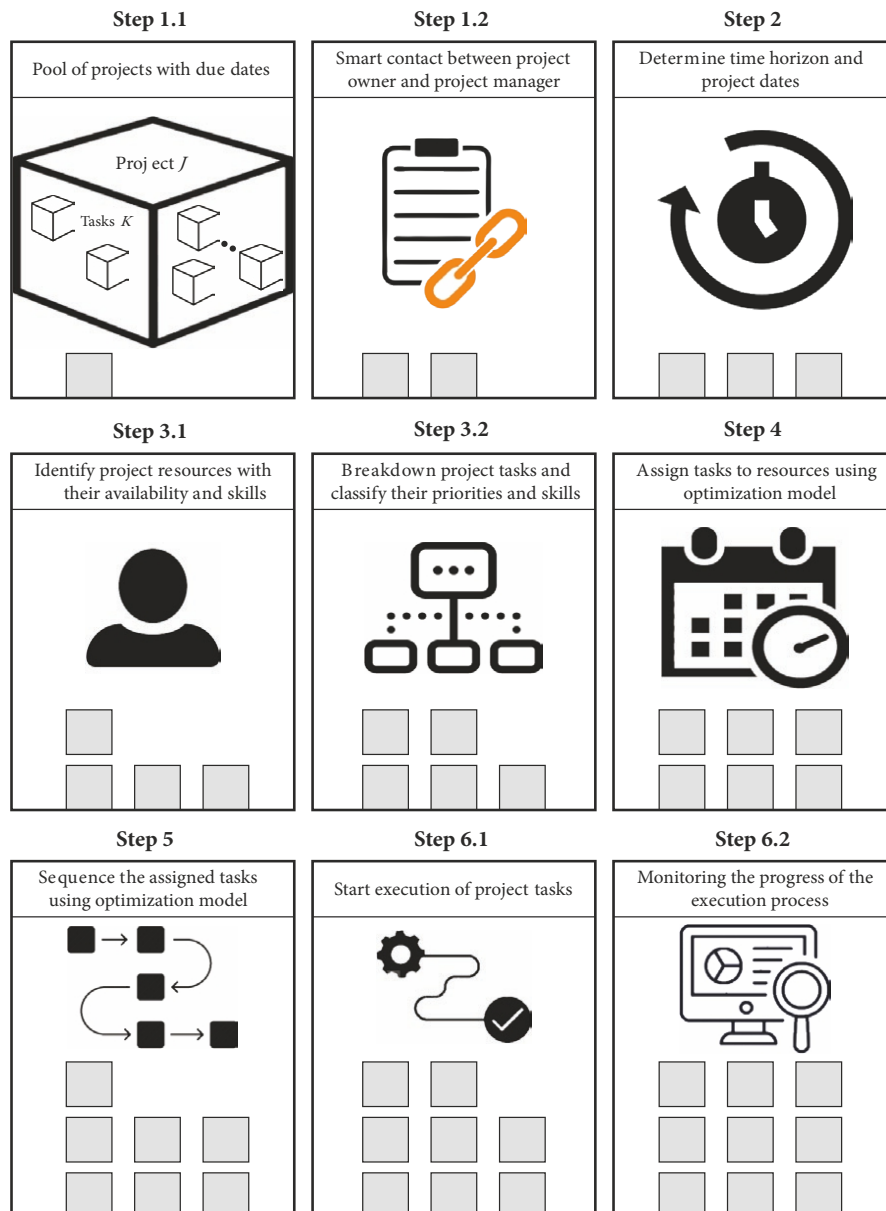 Step 1.1
Pool of projects with due dates
Project J
Tasks K
Step 1.2
Smart contact between project
owner and project manager
Step 2
Determine time horizon and
project dates
Step 3.1
Identify project resources with
their availability and skills
Step 3.2
Breakdown project tasks and
classify their priorities and skills
Step 4
Assign tasks to resources using
optimization model
Step 5
Sequence the assigned tasks
using optimization model
Step 6.1
Start execution of project tasks
Step 6.2
Monitoring the progress of the
execution process